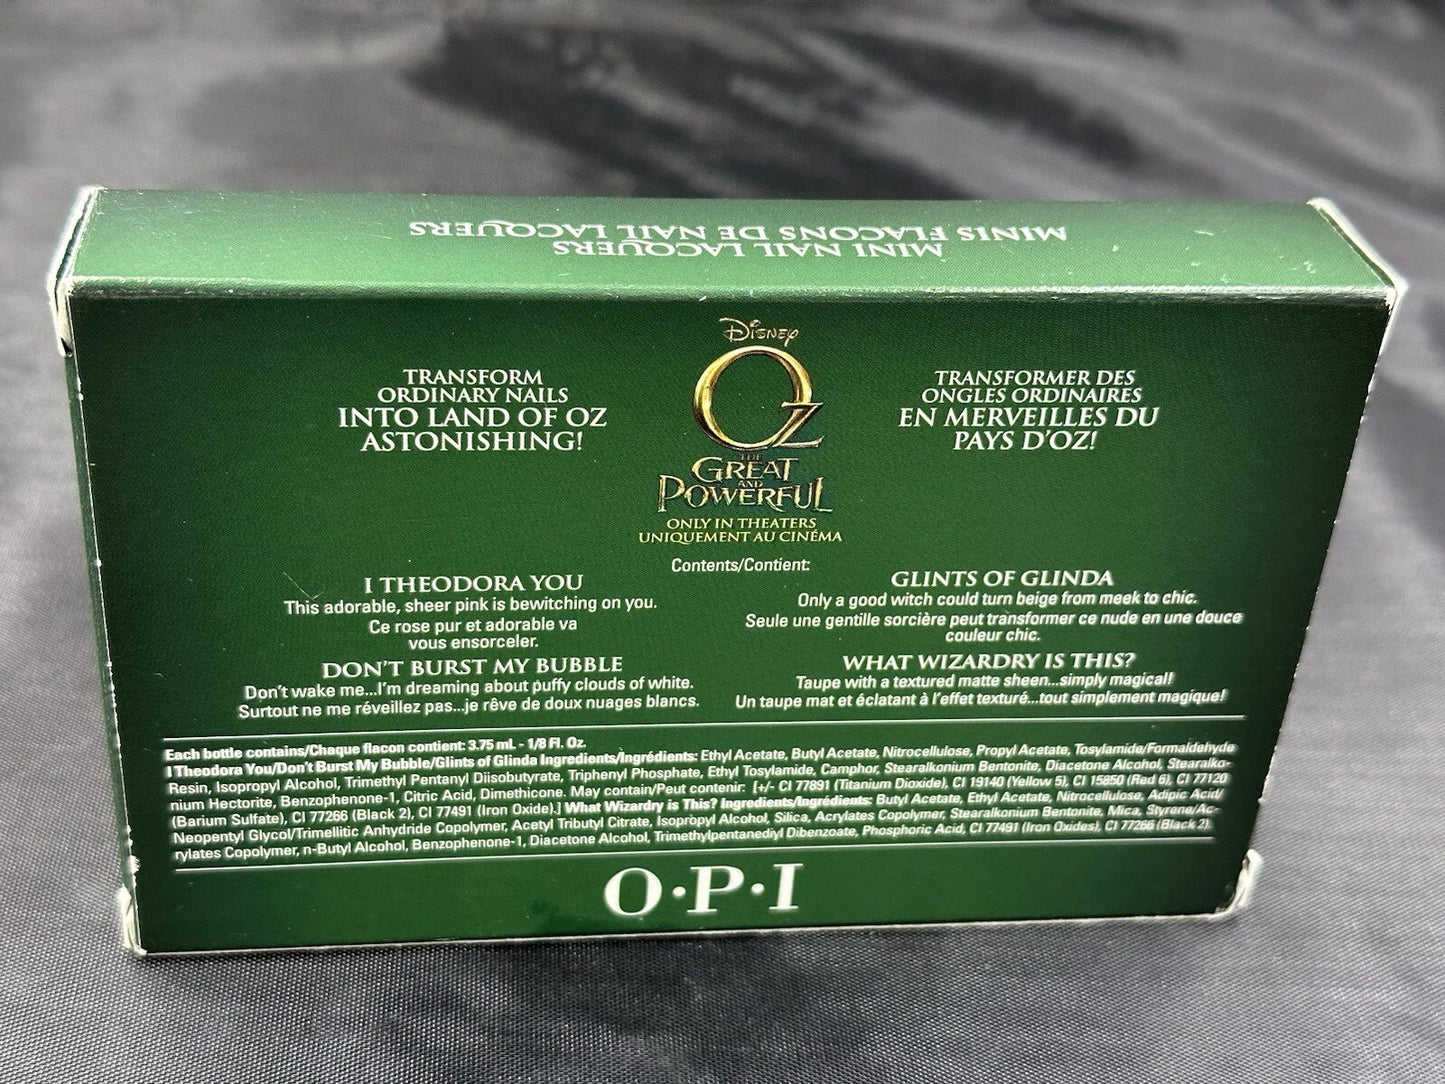 MINIS FLACONS DE NAIL LACQUERS
MINI NAIL LACQUERS
Disney
Oz
THE
GREAT
AND
POWERFUL
ONLY IN THEATERS
UNIQUEMENT AU CINÉMA
TRANSFORM
ORDINARY NAILS
INTO LAND OF OZ
ASTONISHING!
TRANSFORMER DES
ONGLES ORDINAIRES
EN MERVEILLES DU
PAYS D'OZ!
Contents/Contient:
I THEODORA YOU
This adorable, sheer pink is bewitching on you.
Ce rose pur et adorable va
vous ensorceler.
DON'T BURST MY BUBBLE
Don't wake me...I'm dreaming about puffy clouds of white.
Surtout ne me réveillez pas...je rêve de doux nuages blancs.
GLINTS OF GLINDA
Only a good witch could turn beige from meek to chic.
Seule une gentille sorcière peut transformer ce nude en une douce
couleur chic.
WHAT WIZARDRY IS THIS?
Taupe with a textured matte sheen...simply magical!
Un taupe mat et éclatant à l'effet texturé...tout simplement magique!
Each bottle contains/Chaque flacon contient: 3.75 mL - 1/8 Fl. Oz.
I Theodora You/Don't Burst My Bubble/Glints of Glinda Ingredients/Ingrédients: Ethyl Acetate, Butyl Acetate, Nitrocellulose, Propyl Acetate, Tosylamide/Formaldehyde
Resin, Isopropyl Alcohol, Trimethyl Pentanyl Diisobutyrate, Triphenyl Phosphate, Ethyl Tosylamide, Camphor, Stearalkonium Bentonite, Diacetone Alcohol, Stearalko-
nium Hectorite, Benzophenone-1, Citric Acid, Dimethicone. May contain/Peut contenir: [+/- CI 77891 (Titanium Dioxide), CI 19140 (Yellow 5), CI 15850 (Red 6), CI 77120
(Barium Sulfate), CI 77266 (Black 2), CI 77491 (Iron Oxide).] What Wizardry is This? Ingredients/Ingrédients: Butyl Acetate, Ethyl Acetate, Nitrocellulose, Adipic Acid/
Neopentyl Glycol/Trimellitic Anhydride Copolymer, Acetyl Tributyl Citrate, Isopropyl Alcohol, Silica, Acrylates Copolymer, Stearalkonium Bentonite, Mica, Styrene/Ac-
rylates Copolymer, n-Butyl Alcohol, Benzophenone-1, Diacetone Alcohol, Trimethylpentanediyl Dibenzoate, Phosphoric Acid, CI 77491 (Iron Oxides), CI 77266 (Black 2).
O·P·I